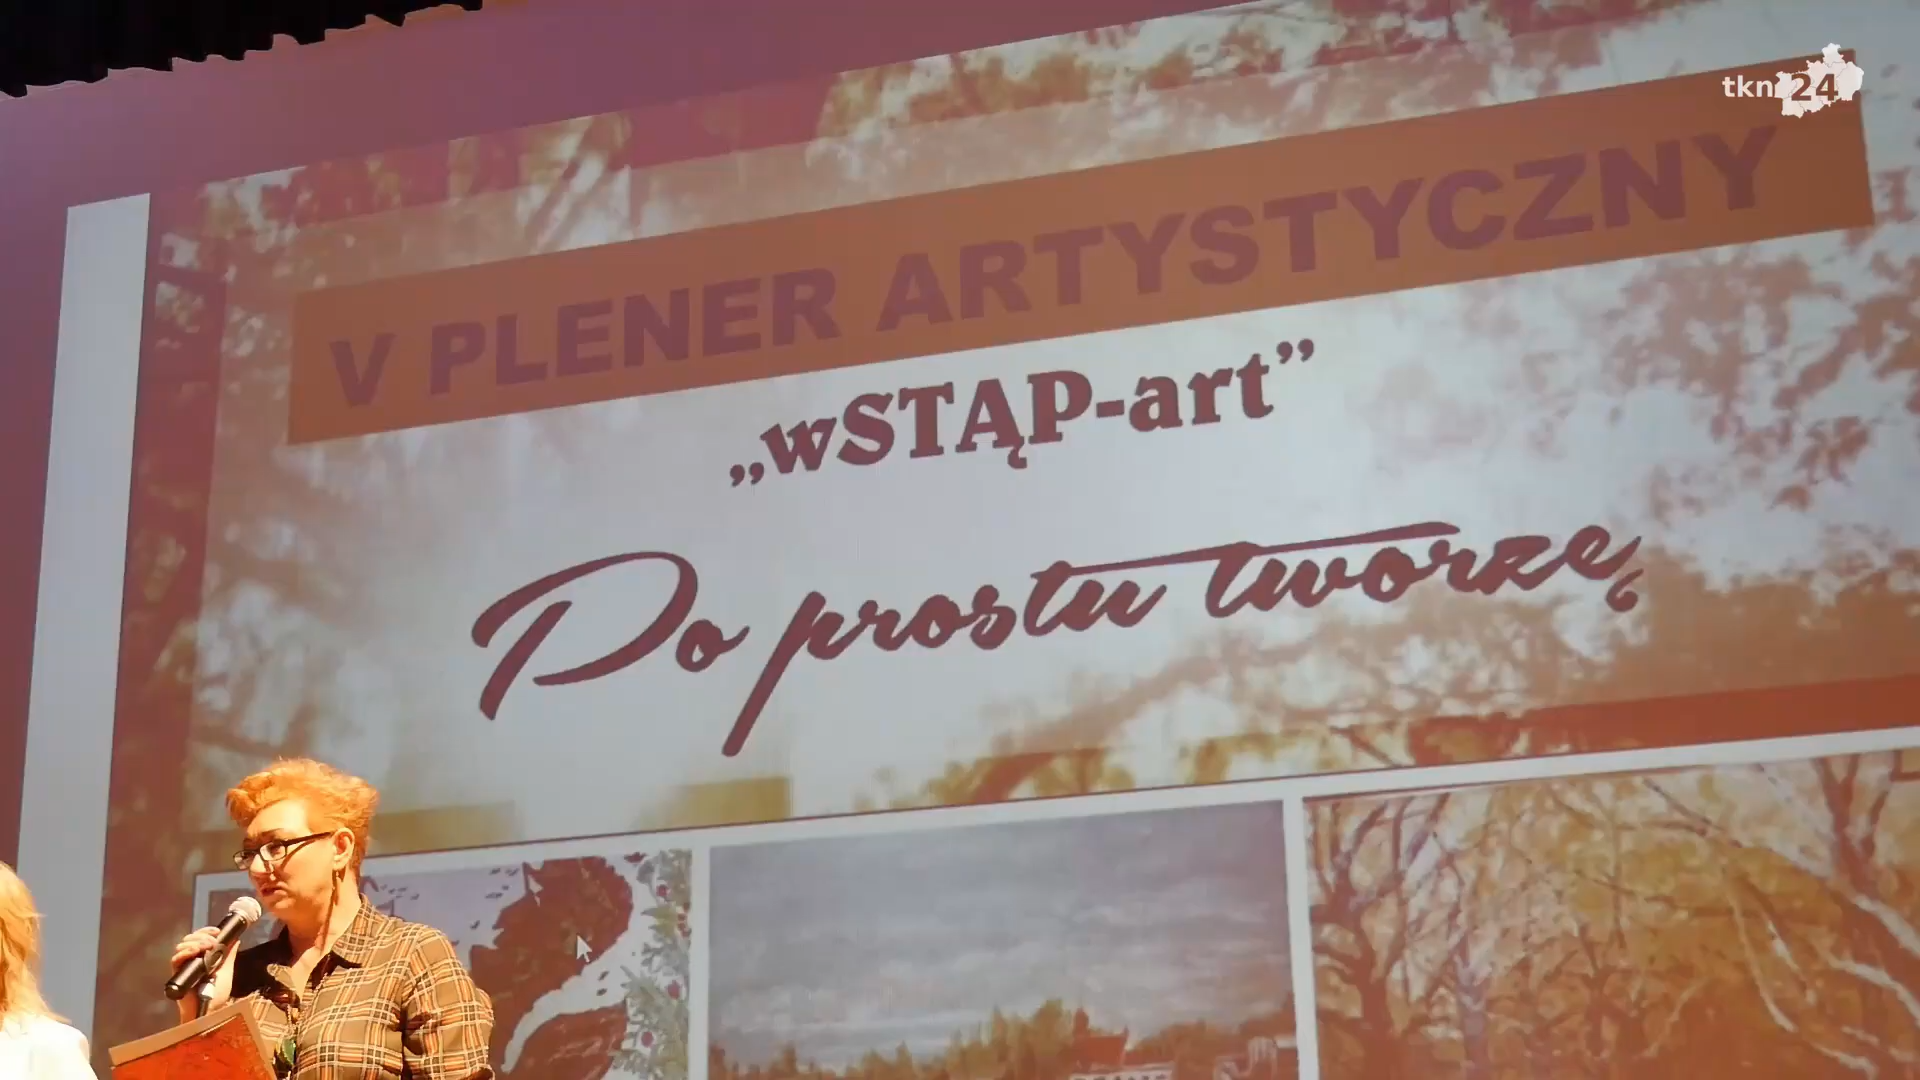 tkn24
V PLENER ARTYSTYCZNY
„wSTĄP-art”
Po prostu tworzę